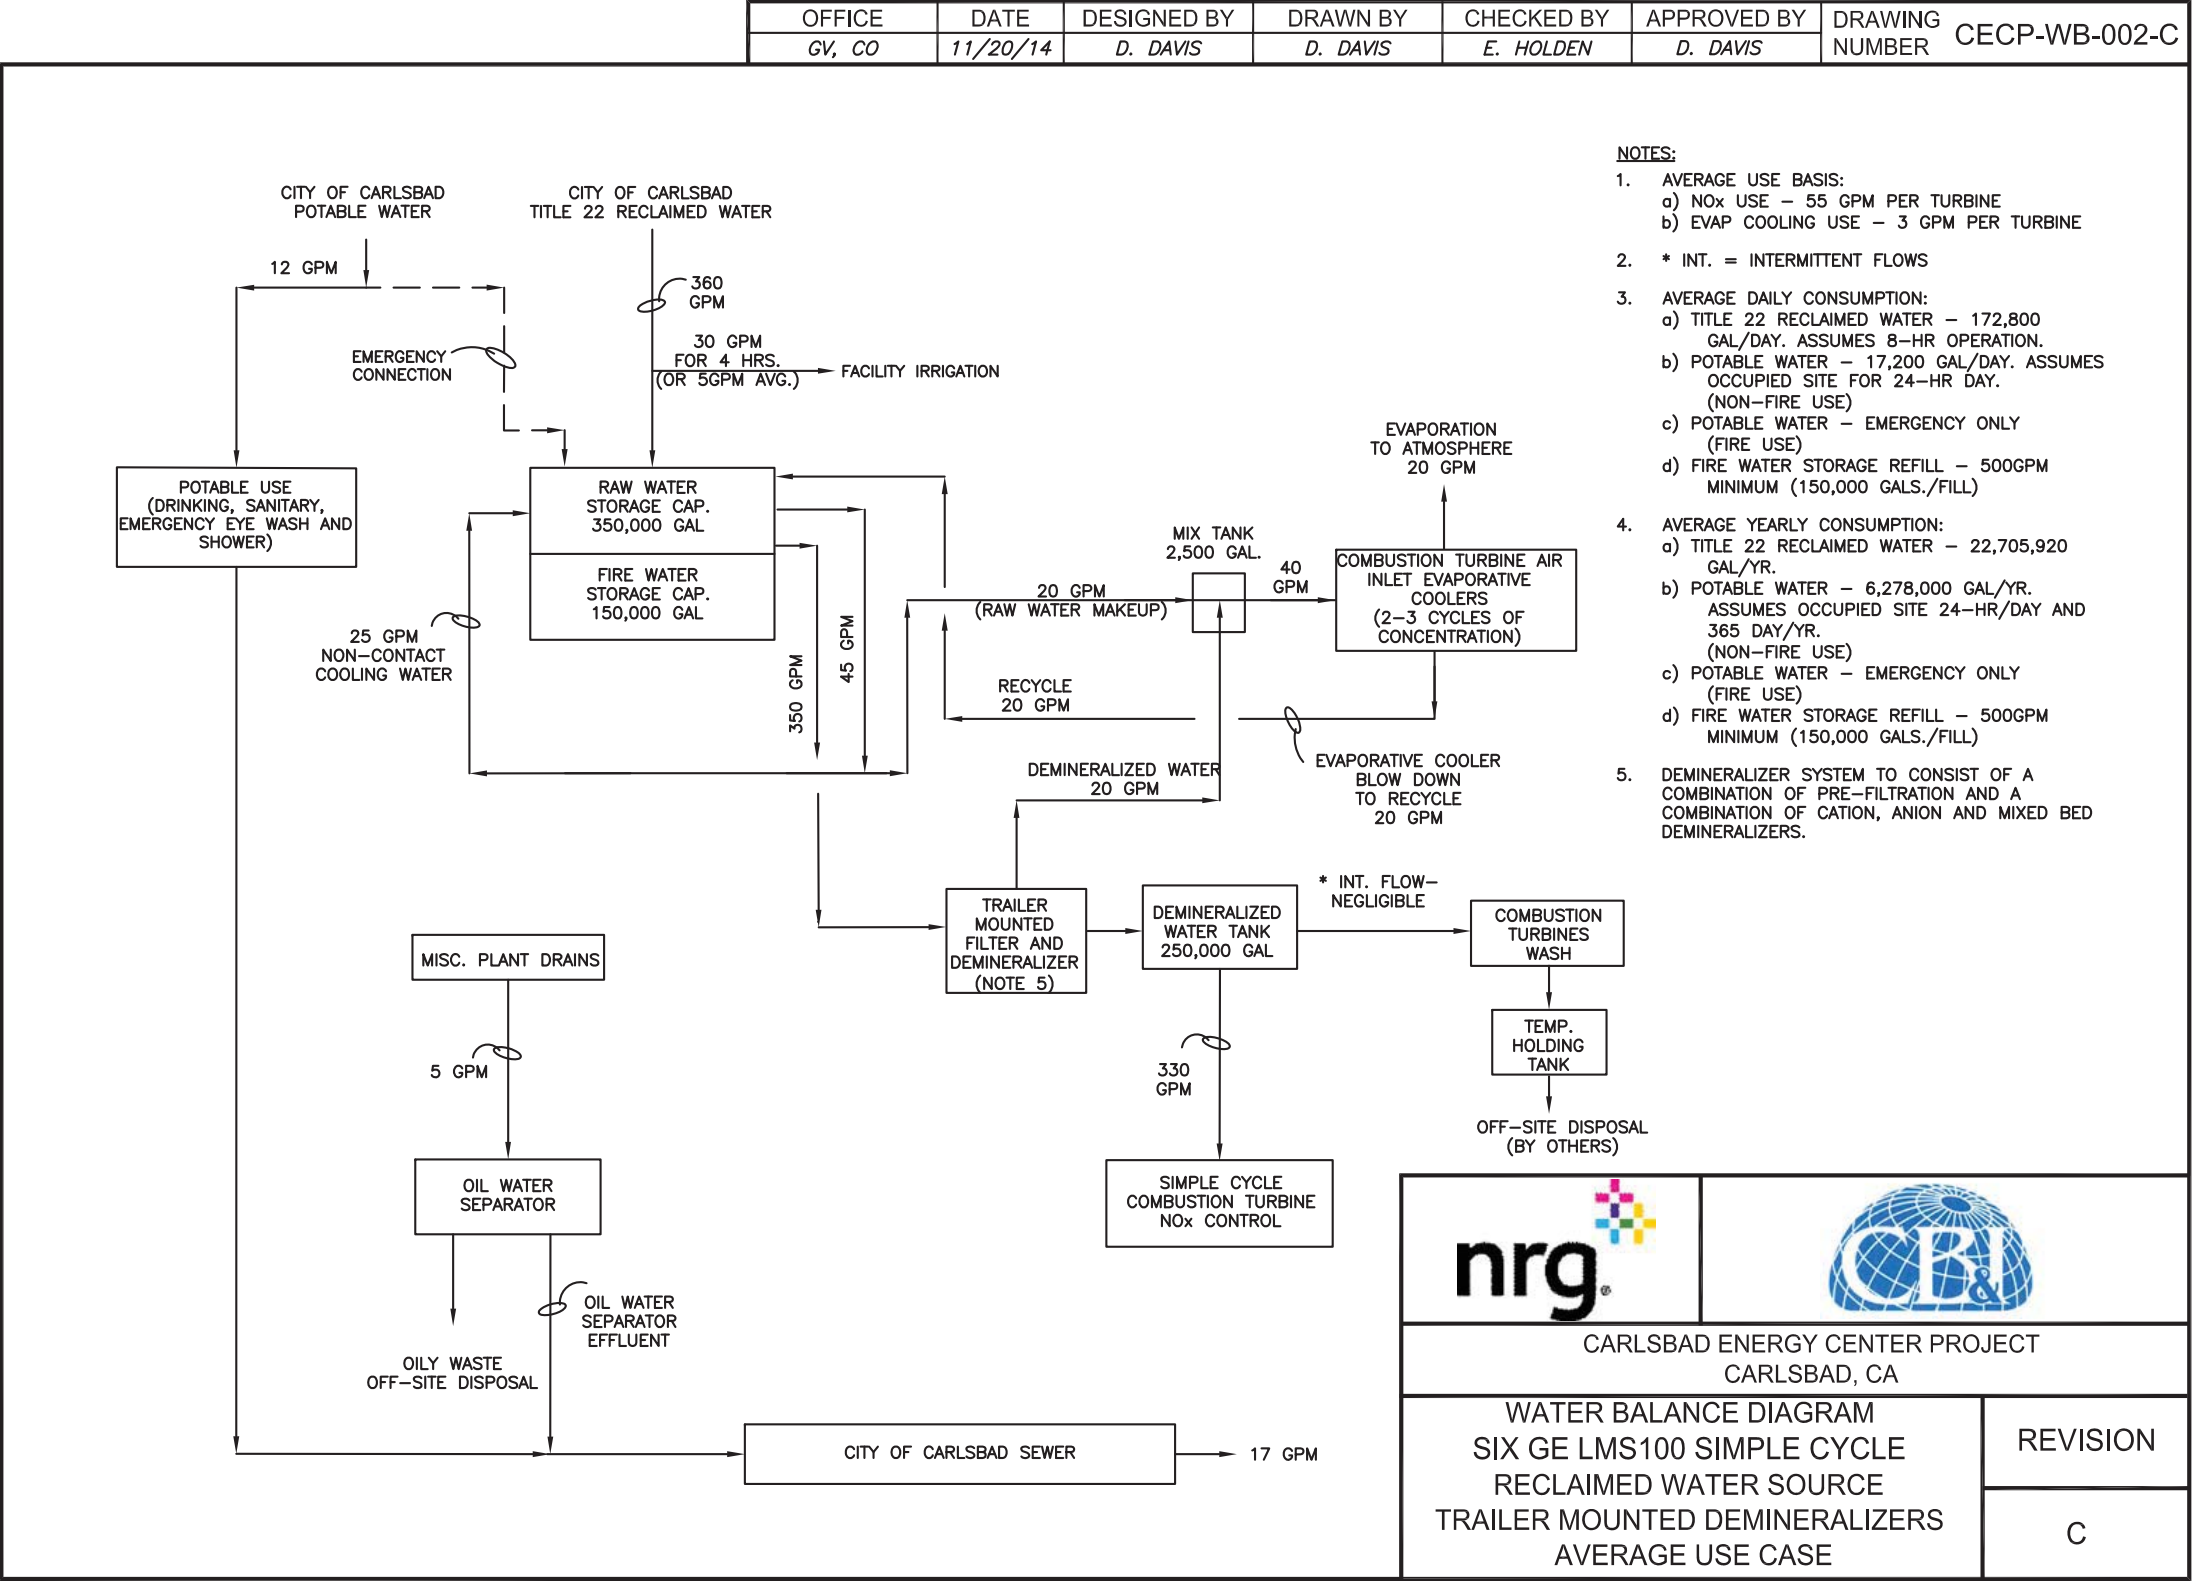 OFFICE DATE DESIGNED BY DRAWN BY CHECKED BY APPROVED BY DRAWING NUMBER CECP-WB-002-C
GV, CO 11/20/14 D. DAVIS D. DAVIS E. HOLDEN D. DAVIS
CITY OF CARLSBAD
POTABLE WATER
CITY OF CARLSBAD
TITLE 22 RECLAIMED WATER
12 GPM
360
GPM
30 GPM
FOR 4 HRS.
(OR 5GPM AVG.)
FACILITY IRRIGATION
EMERGENCY
CONNECTION
POTABLE USE
(DRINKING, SANITARY,
EMERGENCY EYE WASH AND
SHOWER)
RAW WATER
STORAGE CAP.
350,000 GAL
FIRE WATER
STORAGE CAP.
150,000 GAL
25 GPM
NON-CONTACT
COOLING WATER
350 GPM
45 GPM
20 GPM
(RAW WATER MAKEUP)
MIX TANK
2,500 GAL.
40
GPM
EVAPORATION
TO ATMOSPHERE
20 GPM
COMBUSTION TURBINE AIR
INLET EVAPORATIVE
COOLERS
(2-3 CYCLES OF
CONCENTRATION)
RECYCLE
20 GPM
EVAPORATIVE COOLER
BLOW DOWN
TO RECYCLE
20 GPM
DEMINERALIZED WATER
20 GPM
TRAILER
MOUNTED
FILTER AND
DEMINERALIZER
(NOTE 5)
DEMINERALIZED
WATER TANK
250,000 GAL
* INT. FLOW-
NEGLIGIBLE
COMBUSTION
TURBINES
WASH
TEMP.
HOLDING
TANK
OFF-SITE DISPOSAL
(BY OTHERS)
330
GPM
SIMPLE CYCLE
COMBUSTION TURBINE
NOx CONTROL
MISC. PLANT DRAINS
5 GPM
OIL WATER
SEPARATOR
OIL WATER
SEPARATOR
EFFLUENT
OILY WASTE
OFF-SITE DISPOSAL
CITY OF CARLSBAD SEWER
17 GPM
NOTES:
1. AVERAGE USE BASIS:
a) NOx USE - 55 GPM PER TURBINE
b) EVAP COOLING USE - 3 GPM PER TURBINE
2. * INT. = INTERMITTENT FLOWS
3. AVERAGE DAILY CONSUMPTION:
a) TITLE 22 RECLAIMED WATER - 172,800
GAL/DAY. ASSUMES 8-HR OPERATION.
b) POTABLE WATER - 17,200 GAL/DAY. ASSUMES
OCCUPIED SITE FOR 24-HR DAY.
(NON-FIRE USE)
c) POTABLE WATER - EMERGENCY ONLY
(FIRE USE)
d) FIRE WATER STORAGE REFILL - 500GPM
MINIMUM (150,000 GALS./FILL)
4. AVERAGE YEARLY CONSUMPTION:
a) TITLE 22 RECLAIMED WATER - 22,705,920
GAL/YR.
b) POTABLE WATER - 6,278,000 GAL/YR.
ASSUMES OCCUPIED SITE 24-HR/DAY AND
365 DAY/YR.
(NON-FIRE USE)
c) POTABLE WATER - EMERGENCY ONLY
(FIRE USE)
d) FIRE WATER STORAGE REFILL - 500GPM
MINIMUM (150,000 GALS./FILL)
5. DEMINERALIZER SYSTEM TO CONSIST OF A
COMBINATION OF PRE-FILTRATION AND A
COMBINATION OF CATION, ANION AND MIXED BED
DEMINERALIZERS.
nrg®
CB&I
CARLSBAD ENERGY CENTER PROJECT
CARLSBAD, CA
WATER BALANCE DIAGRAM
SIX GE LMS100 SIMPLE CYCLE
RECLAIMED WATER SOURCE
TRAILER MOUNTED DEMINERALIZERS
AVERAGE USE CASE
REVISION
C